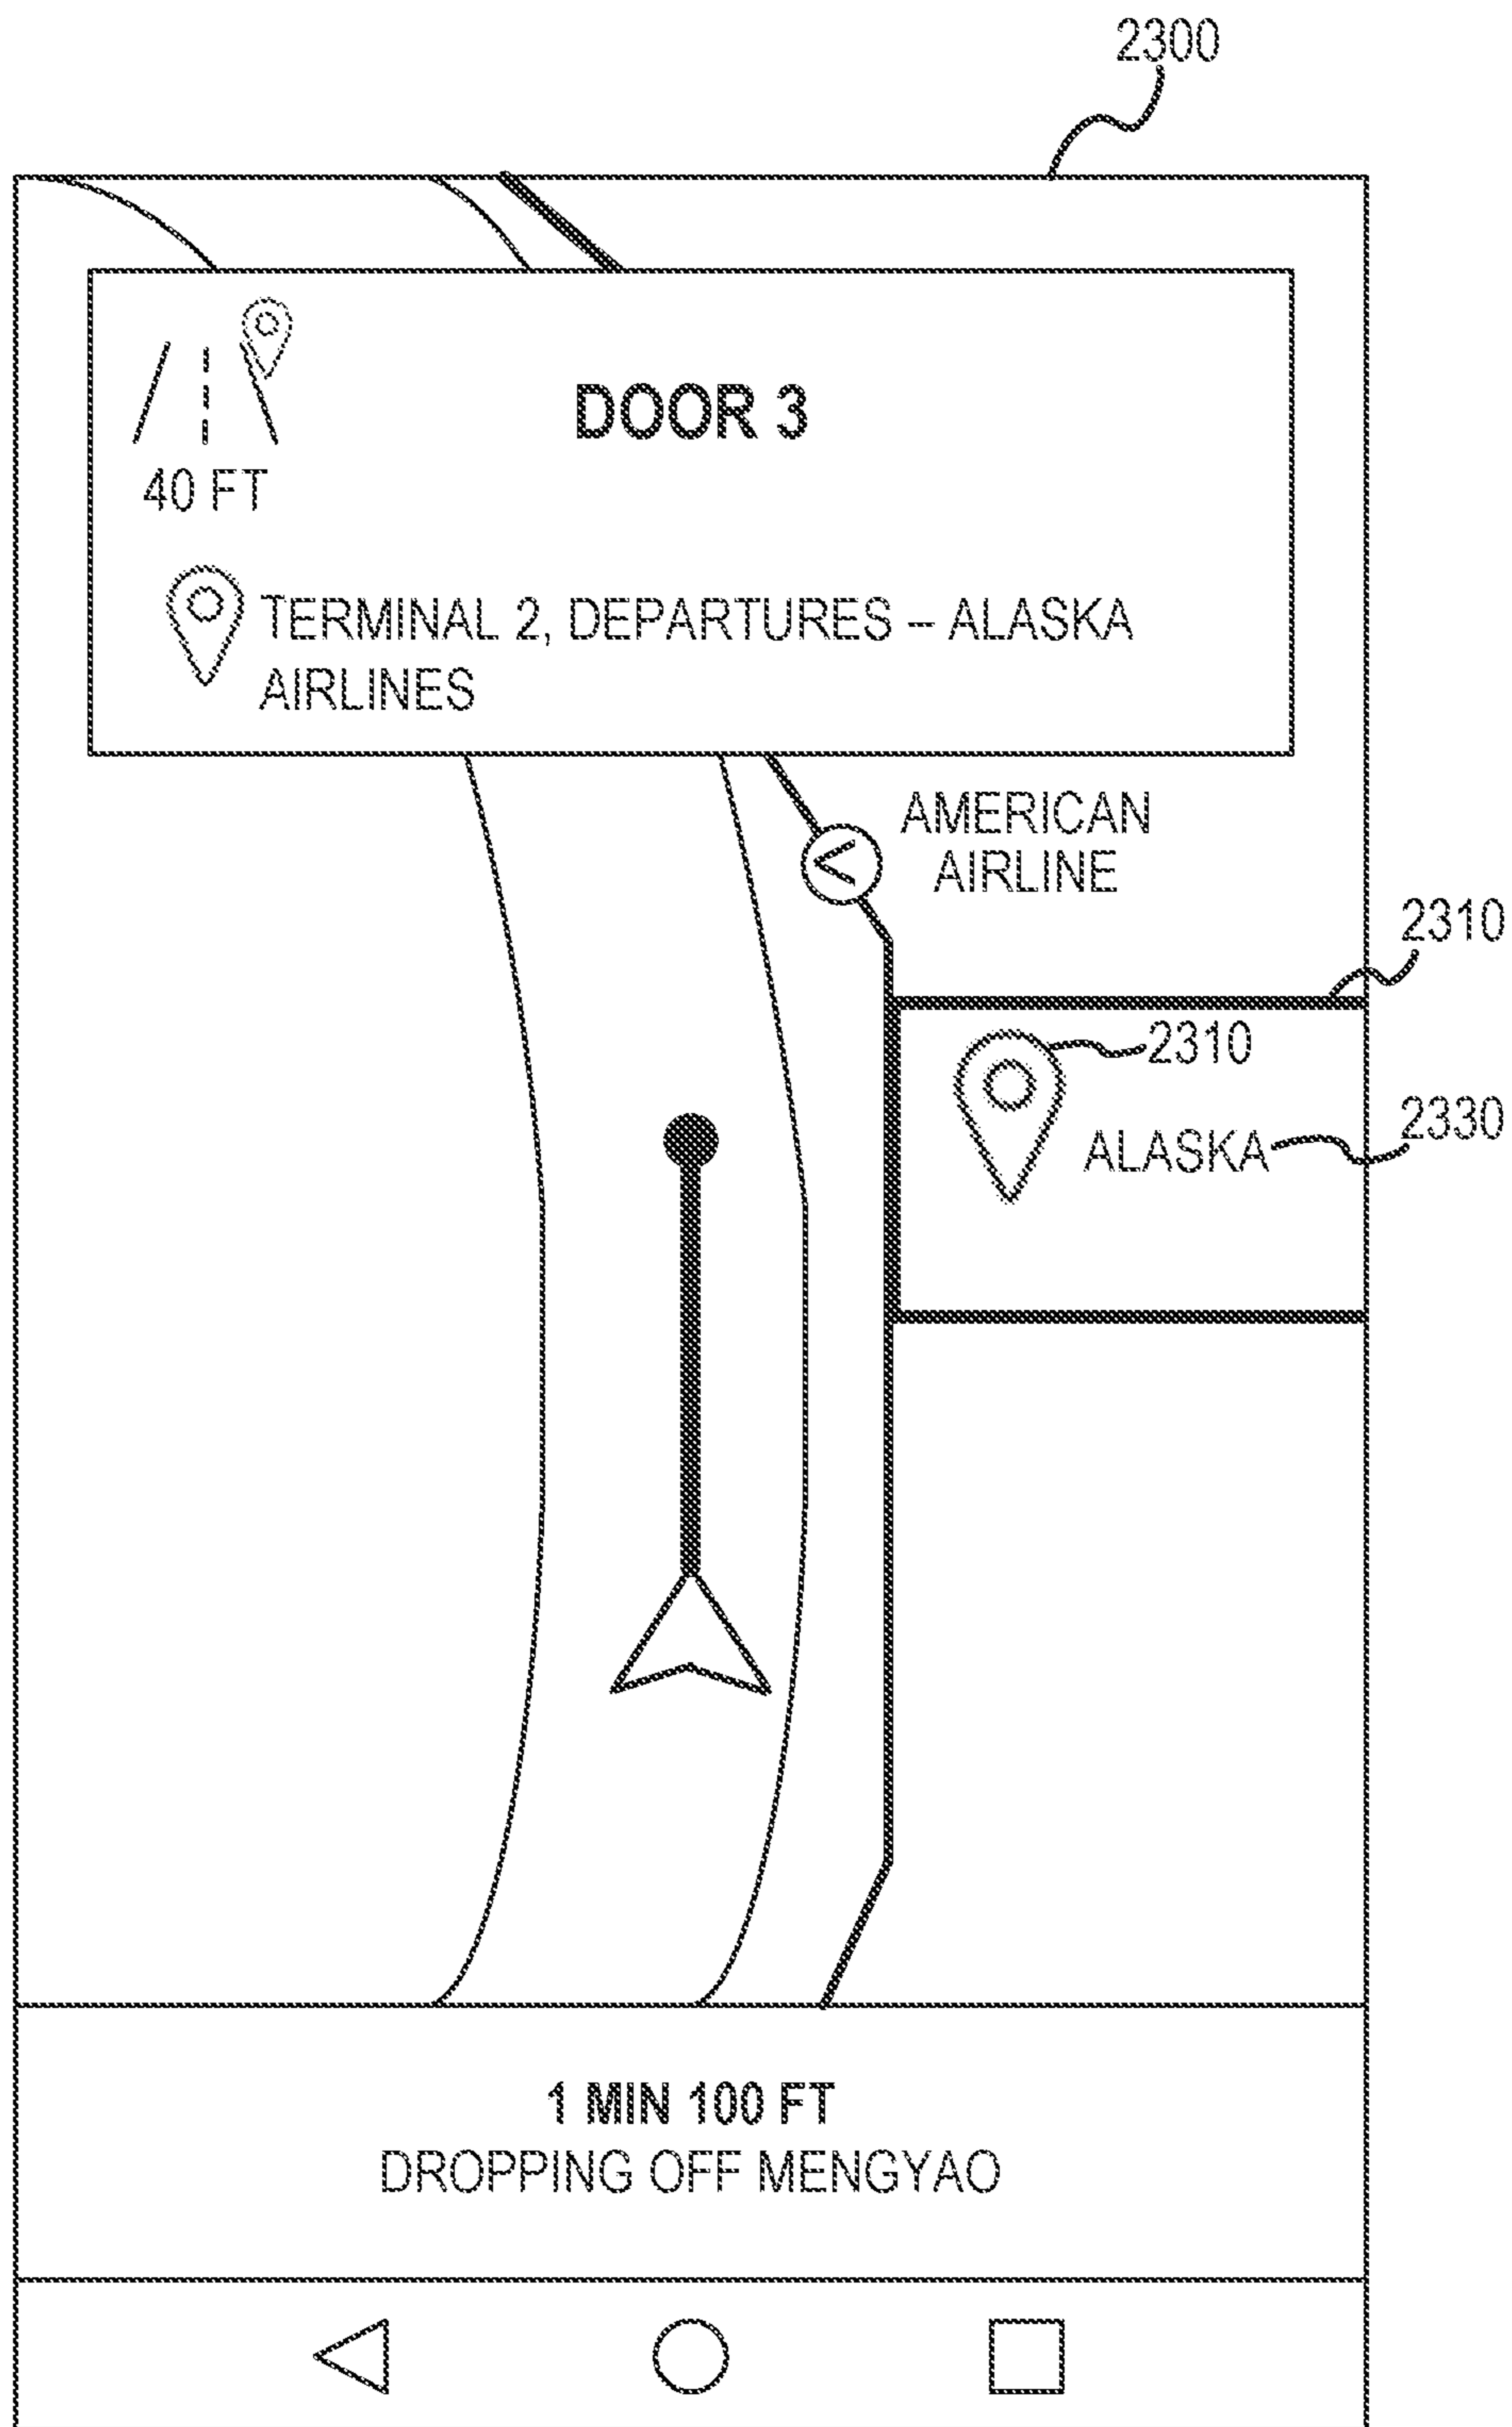 2300
DOOR 3
40 FT
TERMINAL 2, DEPARTURES – ALASKA
AIRLINES
AMERICAN
AIRLINE
2310
2310
ALASKA
2330
1 MIN 100 FT
DROPPING OFF MENGYAO